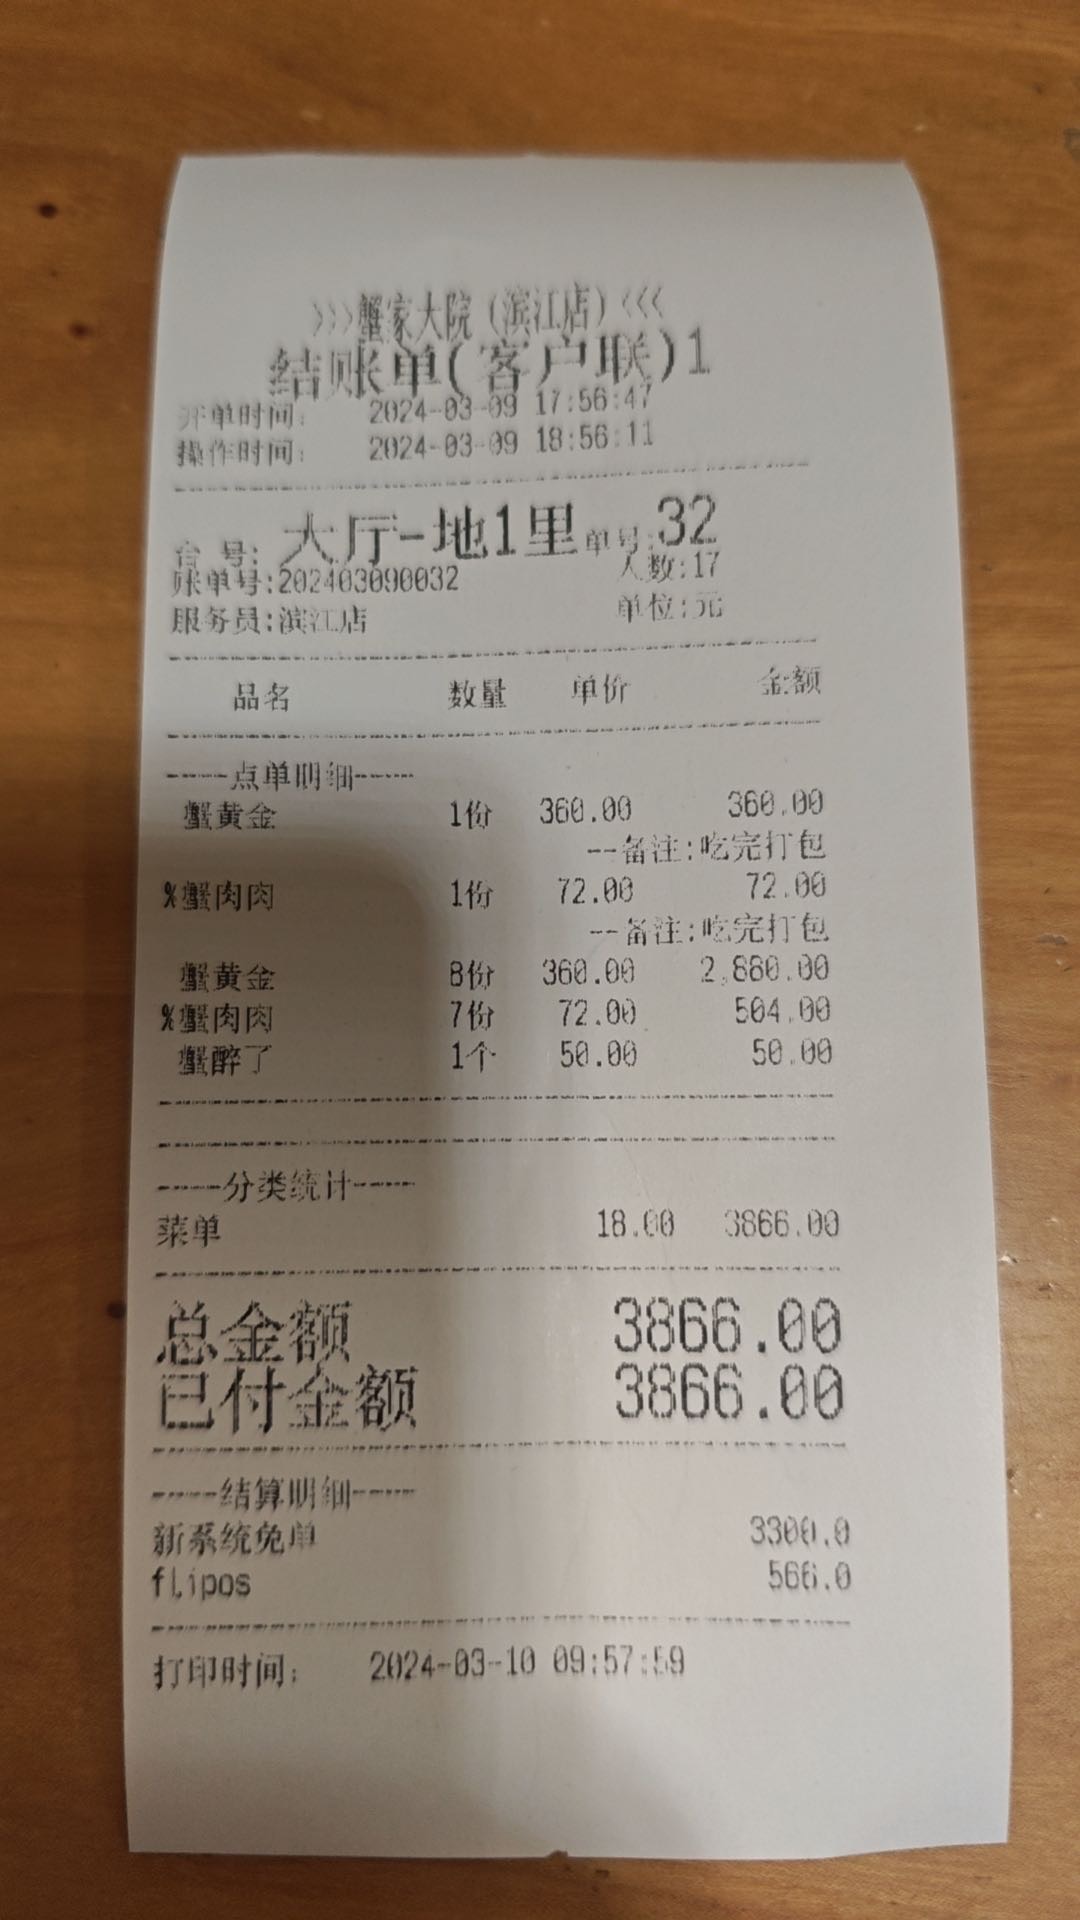 >>>蟹家大院(滨江店)<<<
结账单(客户联)1
开单时间: 2024-03-09 17:56:47
操作时间: 2024-03-09 18:56:11
台号: 大厅-地1里 单号:32
账单号:202403090032 人数:17
服务员:滨江店 单位:元
品名 数量 单价 金额
----点单明细----
蟹黄金 1份 360.00 360.00
--备注:吃完打包
%蟹肉肉 1份 72.00 72.00
--备注:吃完打包
蟹黄金 8份 360.00 2,880.00
%蟹肉肉 7份 72.00 504.00
蟹醉了 1个 50.00 50.00
----分类统计----
菜单 18.00 3866.00
总金额 3866.00
已付金额 3866.00
----结算明细----
新系统免单 3300.0
flipos 566.0
打印时间: 2024-03-10 09:57:59